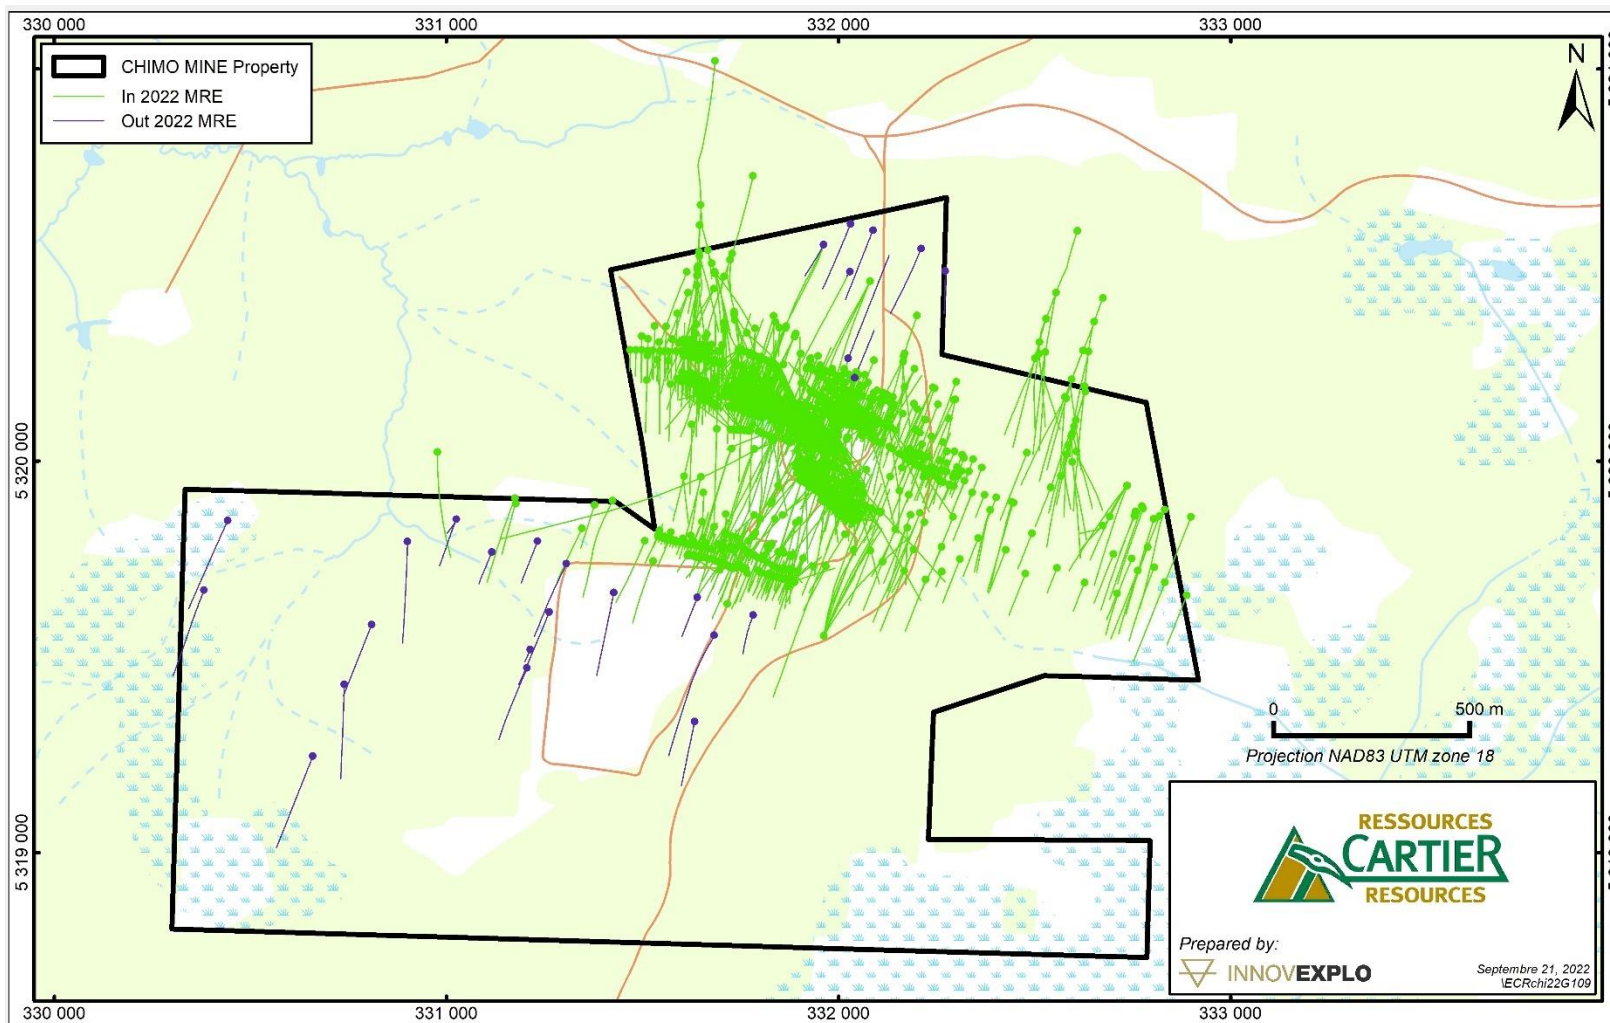 330 000
331 000
332 000
333 000
CHIMO MINE Property
In 2022 MRE
Out 2022 MRE
N
5 320 000
5 319 000
0
500 m
Projection NAD83 UTM zone 18
RESSOURCES
CARTIER
RESOURCES
Prepared by:
INNOVEXPLO
Septembre 21, 2022
\ECRchi22G109
330 000
331 000
332 000
333 000